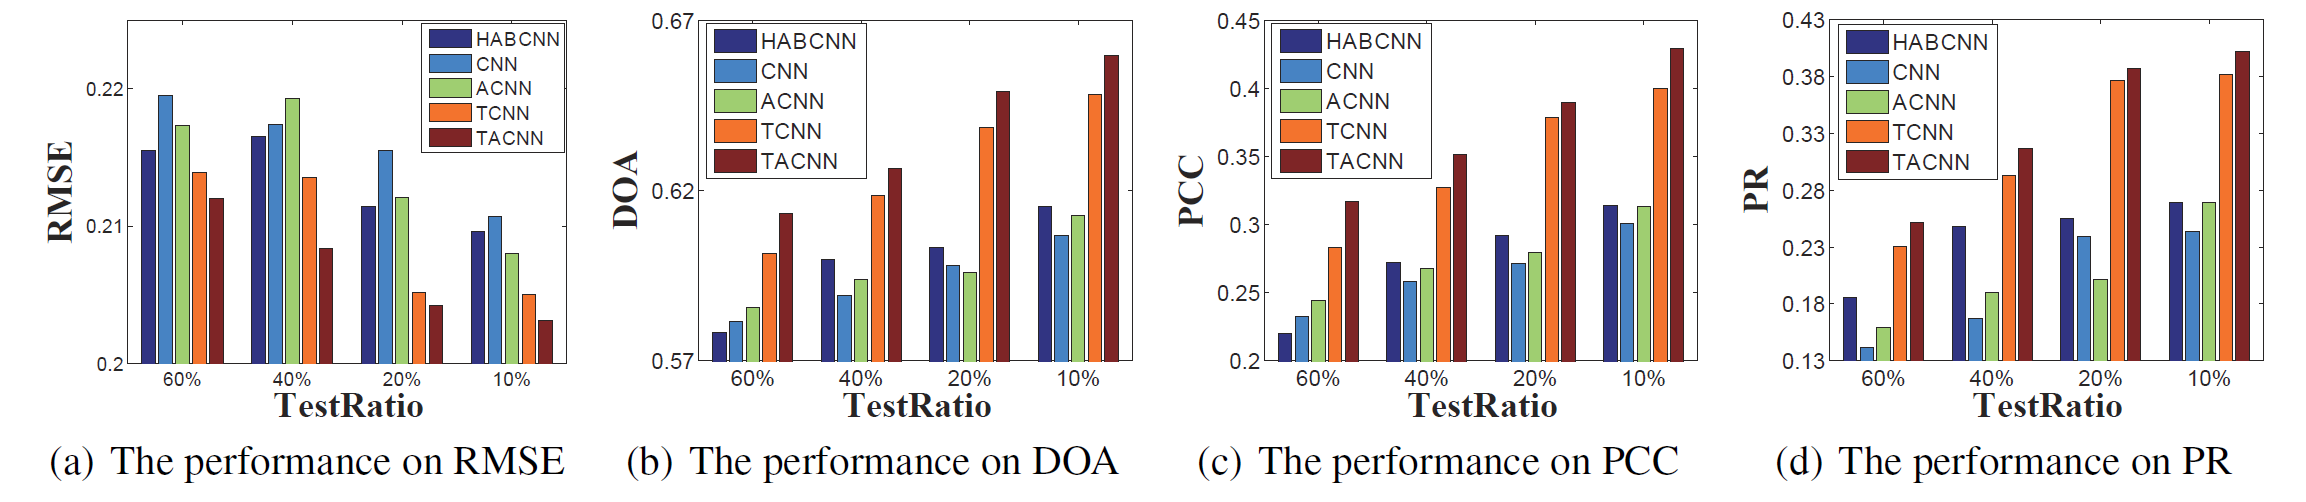 0.22
0.21
0.2
RMSE
HABCNN
CNN
ACNN
TCNN
TACNN
60% 40% 20% 10%
TestRatio
(a) The performance on RMSE
0.67
0.62
0.57
DOA
HABCNN
CNN
ACNN
TCNN
TACNN
60% 40% 20% 10%
TestRatio
(b) The performance on DOA
0.45
0.4
0.35
0.3
0.25
0.2
PCC
HABCNN
CNN
ACNN
TCNN
TACNN
60% 40% 20% 10%
TestRatio
(c) The performance on PCC
0.43
0.38
0.33
0.28
0.23
0.18
0.13
PR
HABCNN
CNN
ACNN
TCNN
TACNN
60% 40% 20% 10%
TestRatio
(d) The performance on PR